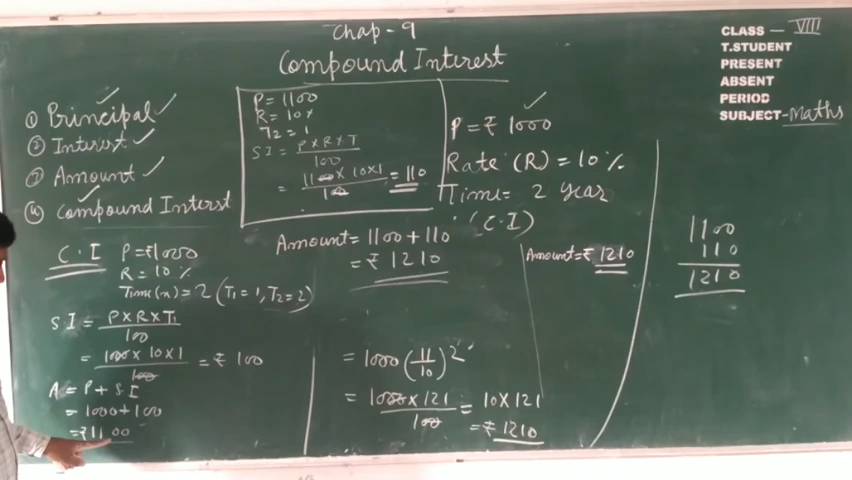 Chap - 9
Compound Interest
CLASS — VIII
T.STUDENT
PRESENT
ABSENT
PERIOD
SUBJECT - Maths
① Principal ✓
② Interest ✓
③ Amount ✓
④ Compound Interst
P = 1100
R = 10%
T2 = 1
SI = P×R×T / 100
= 1100 × 10×1 / 100 = 110
P = ₹ 1000
Rate (R) = 10%
Time = 2 year
(C.I)
Amount = 1100 + 110
= ₹ 1210
Amount = ₹ 1210
1100
110
1210
C.I P = ₹1000
R = 10%
Time (n) = 2 (T1 = 1, T2 = 2)
S.I = P×R×T1 / 100
= 1000 × 10×1 / 100 = ₹ 100
A = P + SI
= 1000 + 100
= ₹1100
= 1000 (11/10)2
= 1000 × 121 / 100 = 10 × 121
= ₹ 1210